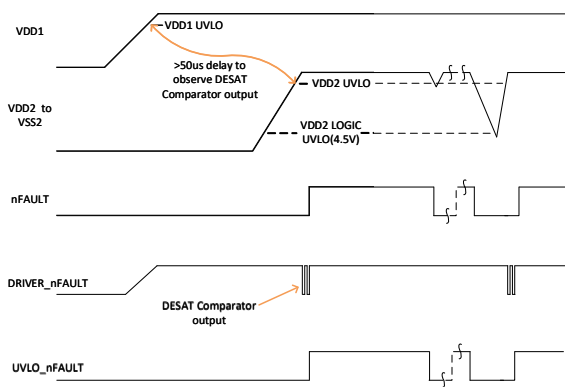 VDD1
VDD1 UVLO
>50us delay to
observe DESAT
Comparator output
VDD2 UVLO
VDD2 to
VSS2
VDD2 LOGIC
UVLO(4.5V)
nFAULT
DRIVER_nFAULT
DESAT Comparator
output
UVLO_nFAULT